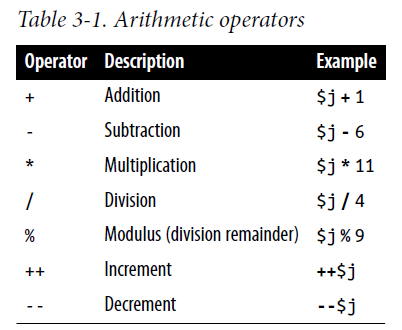 Table 3-1. Arithmetic operators
Operator Description Example
+ Addition $j + 1
- Subtraction $j - 6
* Multiplication $j * 11
/ Division $j / 4
% Modulus (division remainder) $j % 9
++ Increment ++$j
-- Decrement --$j